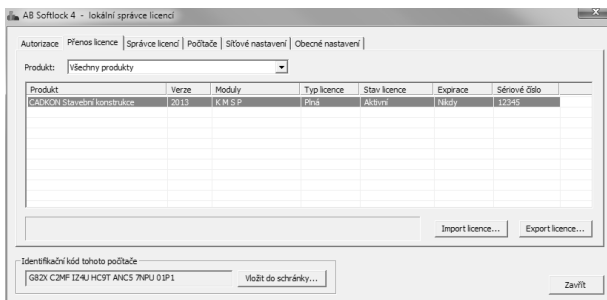 AB Softlock 4 - lokální správce licencí
Autorizace Přenos licence Správce licencí Počítače Síťové nastavení Obecné nastavení
Produkt: Všechny produkty
Produkt Verze Moduly Typ licence Stav licence Expirace Sériové číslo
CADKON Stavební konstrukce 2013 K M S P Plná Aktivní Nikdy 12345
Import licence... Export licence...
Identifikační kód tohoto počítače
G82X C2MF IZ4U HC9T ANC5 7NPU 01P1 Vložit do schránky...
Zavřít